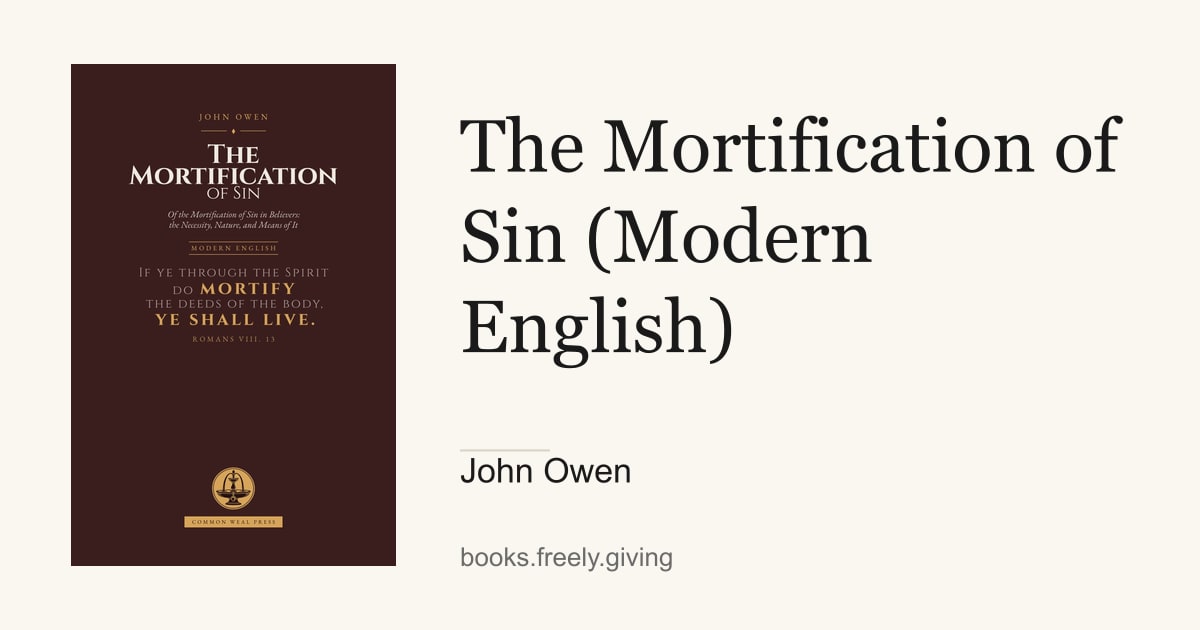 JOHN OWEN
THE
MORTIFICATION
OF SIN
Of the Mortification of Sin in Believers:
the Necessity, Nature, and Means of It
MODERN ENGLISH
IF YE THROUGH THE SPIRIT
DO MORTIFY
THE DEEDS OF THE BODY,
YE SHALL LIVE.
ROMANS VIII. 13
COMMON WEAL PRESS
The Mortification of
Sin (Modern
English)
John Owen
books.freely.giving